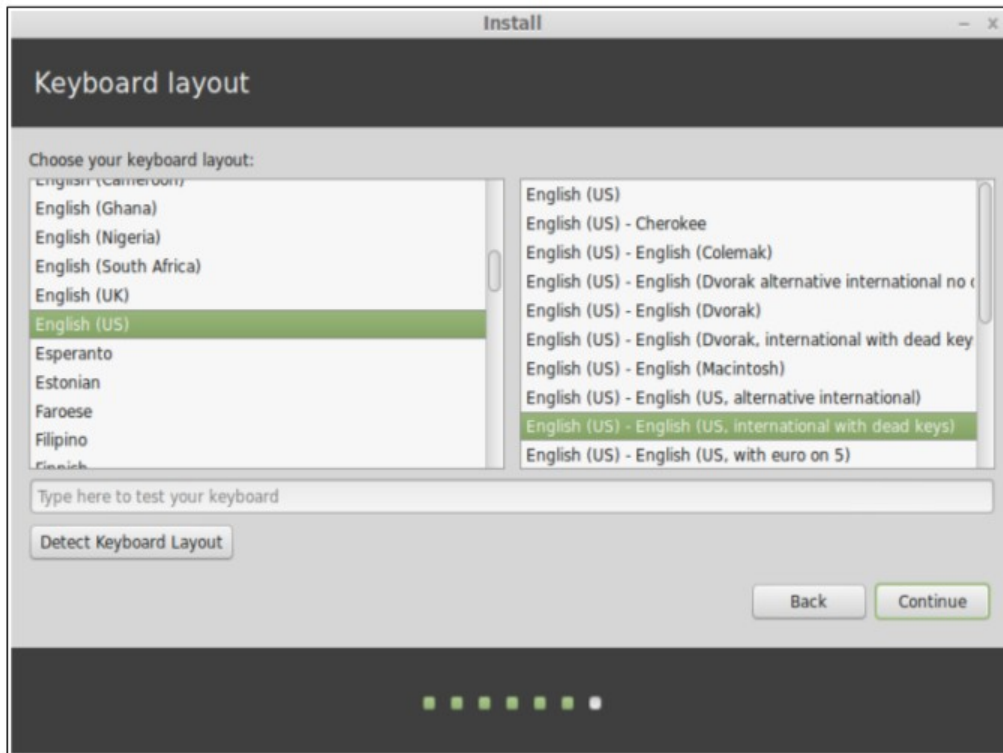 Install
Keyboard layout
Choose your keyboard layout:
English (Cameroon)
English (Ghana)
English (Nigeria)
English (South Africa)
English (UK)
English (US)
Esperanto
Estonian
Faroese
Filipino
Finnish
English (US)
English (US) - Cherokee
English (US) - English (Colemak)
English (US) - English (Dvorak alternative international no
English (US) - English (Dvorak)
English (US) - English (Dvorak, international with dead key
English (US) - English (Macintosh)
English (US) - English (US, alternative international)
English (US) - English (US, international with dead keys)
English (US) - English (US, with euro on 5)
Type here to test your keyboard
Detect Keyboard Layout
Back Continue